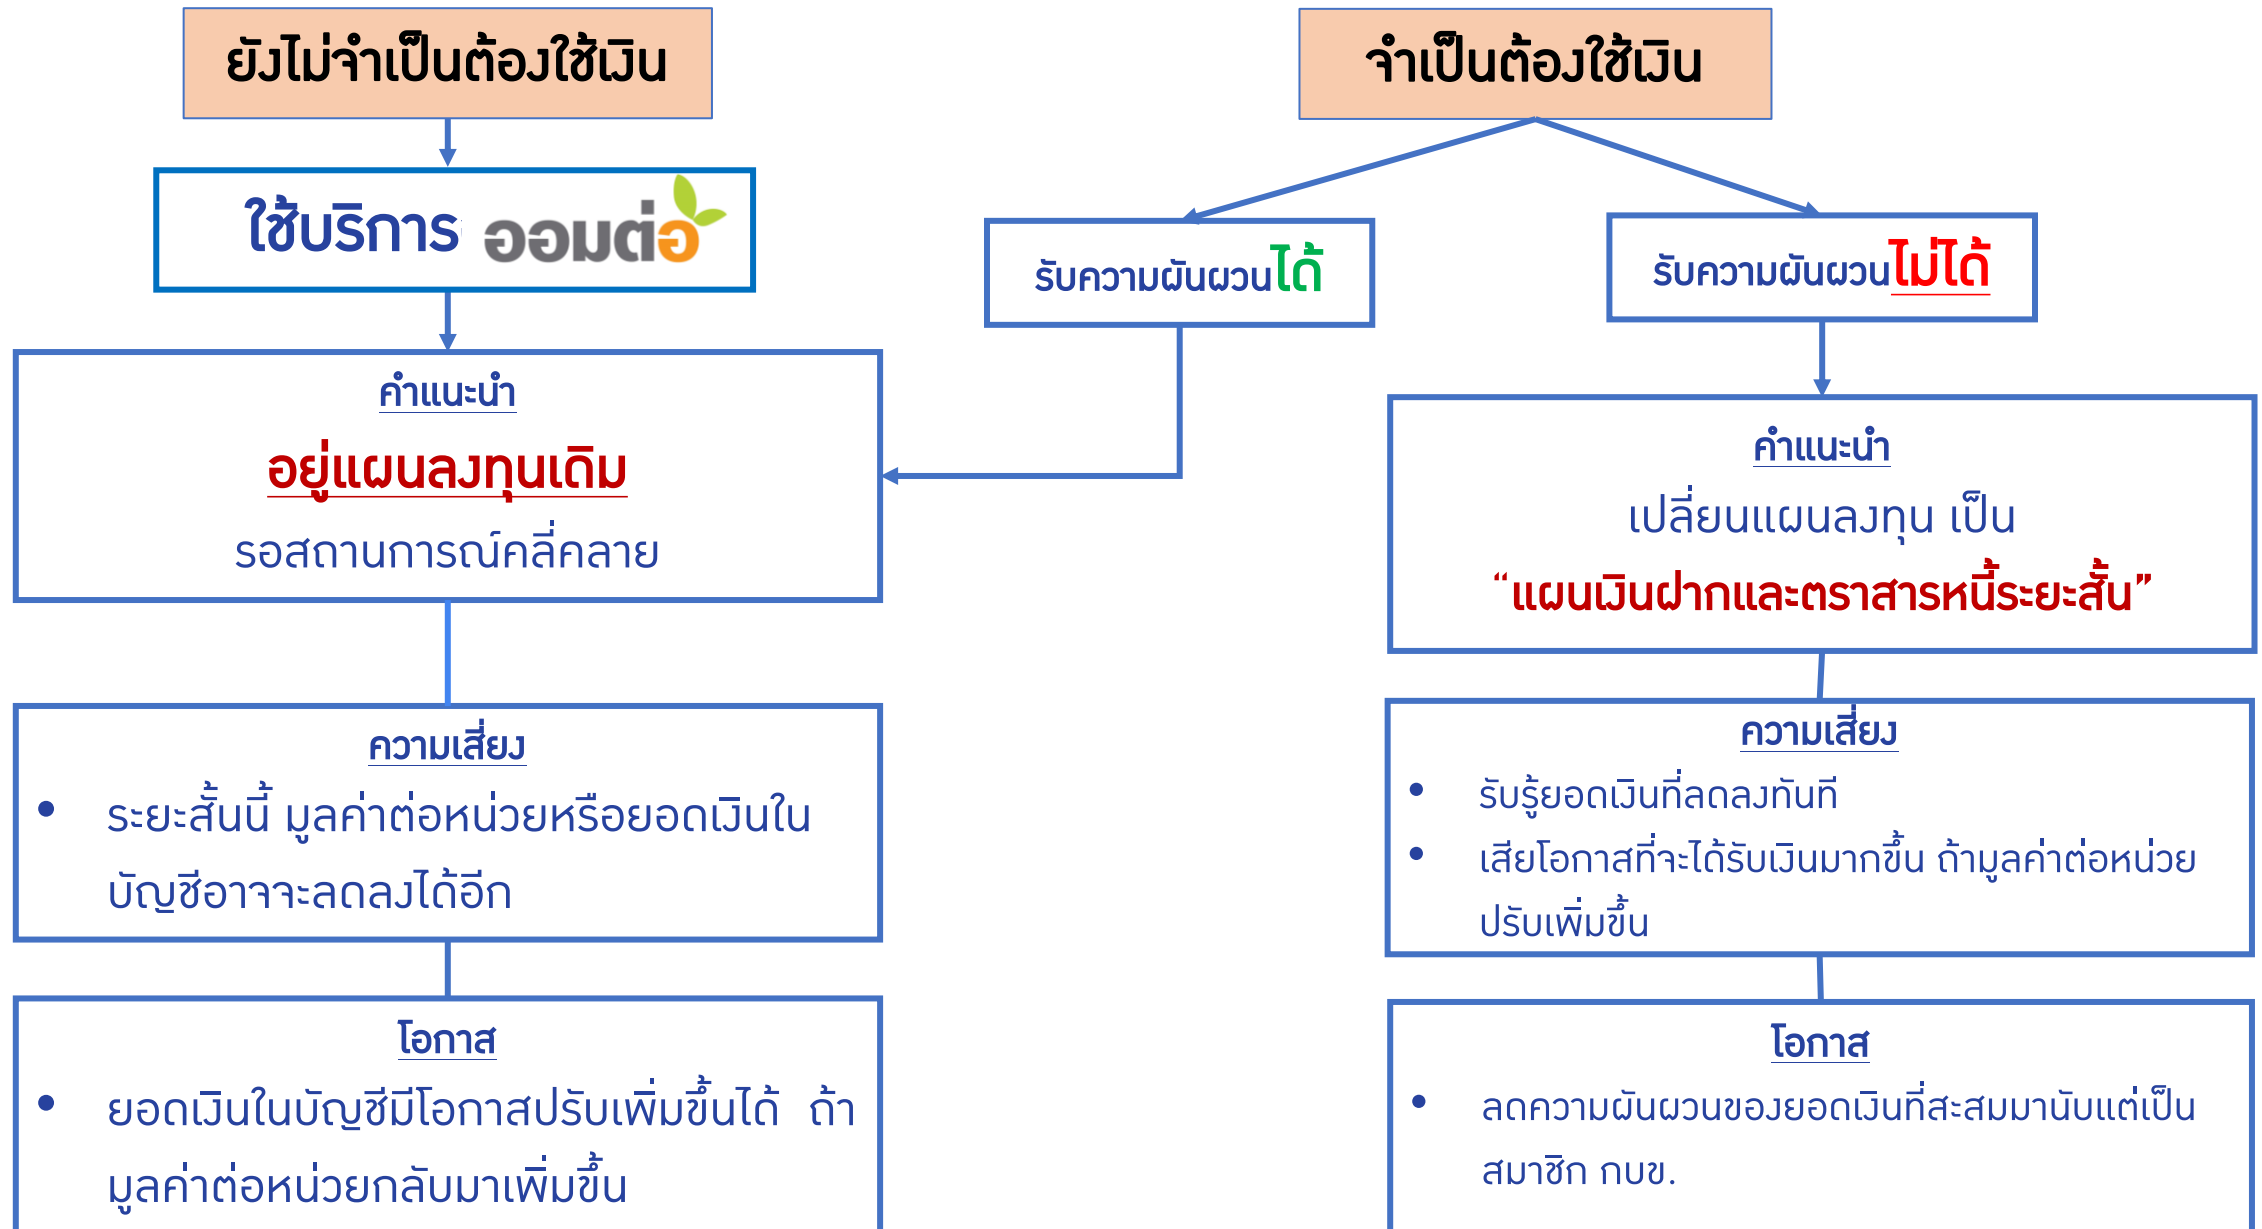 ยังไม่จำเป็นต้องใช้เงิน
ใช้บริการ ออมต่อ
คำแนะนำ
อยู่แผนลงทุนเดิม
รอสถานการณ์คลี่คลาย
ความเสี่ยง
• ระยะสั้นนี้ มูลค่าต่อหน่วยหรือยอดเงินใน
บัญชีอาจจะลดลงได้อีก
โอกาส
• ยอดเงินในบัญชีมีโอกาสปรับเพิ่มขึ้นได้ ถ้า
มูลค่าต่อหน่วยกลับมาเพิ่มขึ้น
จำเป็นต้องใช้เงิน
รับความผันผวนได้
รับความผันผวนไม่ได้
คำแนะนำ
เปลี่ยนแผนลงทุน เป็น
“แผนเงินฝากและตราสารหนี้ระยะสั้น”
ความเสี่ยง
• รับรู้ยอดเงินที่ลดลงทันที
• เสียโอกาสที่จะได้รับเงินมากขึ้น ถ้ามูลค่าต่อหน่วย
ปรับเพิ่มขึ้น
โอกาส
• ลดความผันผวนของยอดเงินที่สะสมมานับแต่เป็น
สมาชิก กบข.